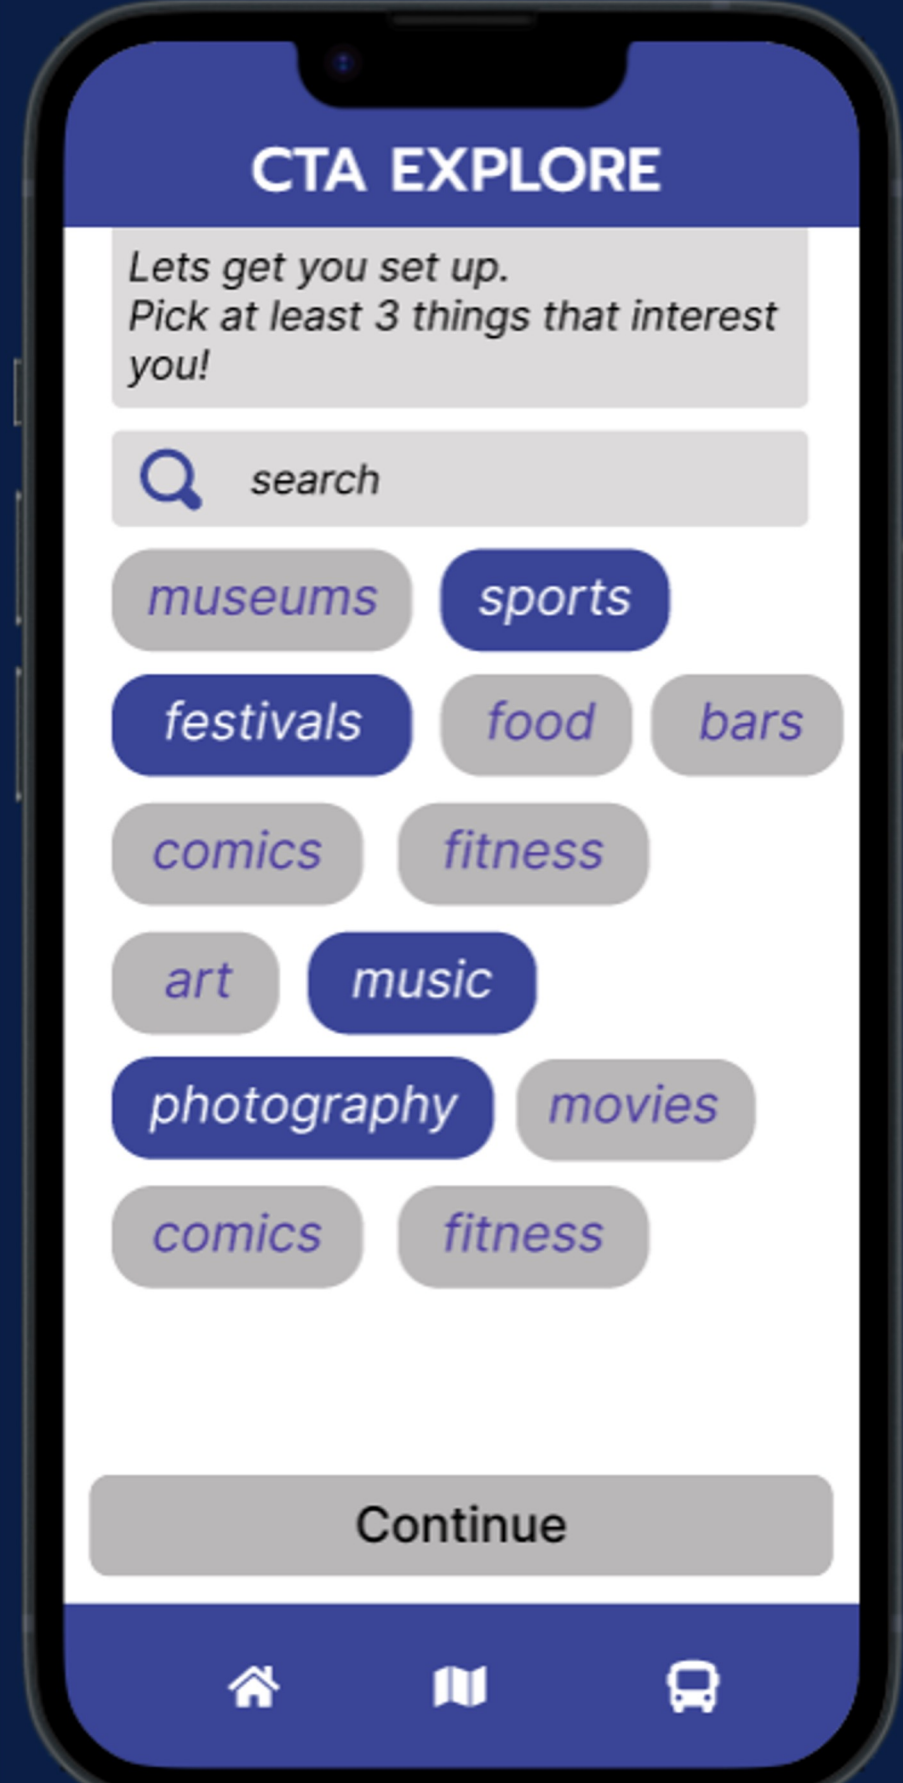 CTA EXPLORE
Lets get you set up.
Pick at least 3 things that interest
you!
search
museums sports
festivals food bars
comics fitness
art music
photography movies
comics fitness
Continue